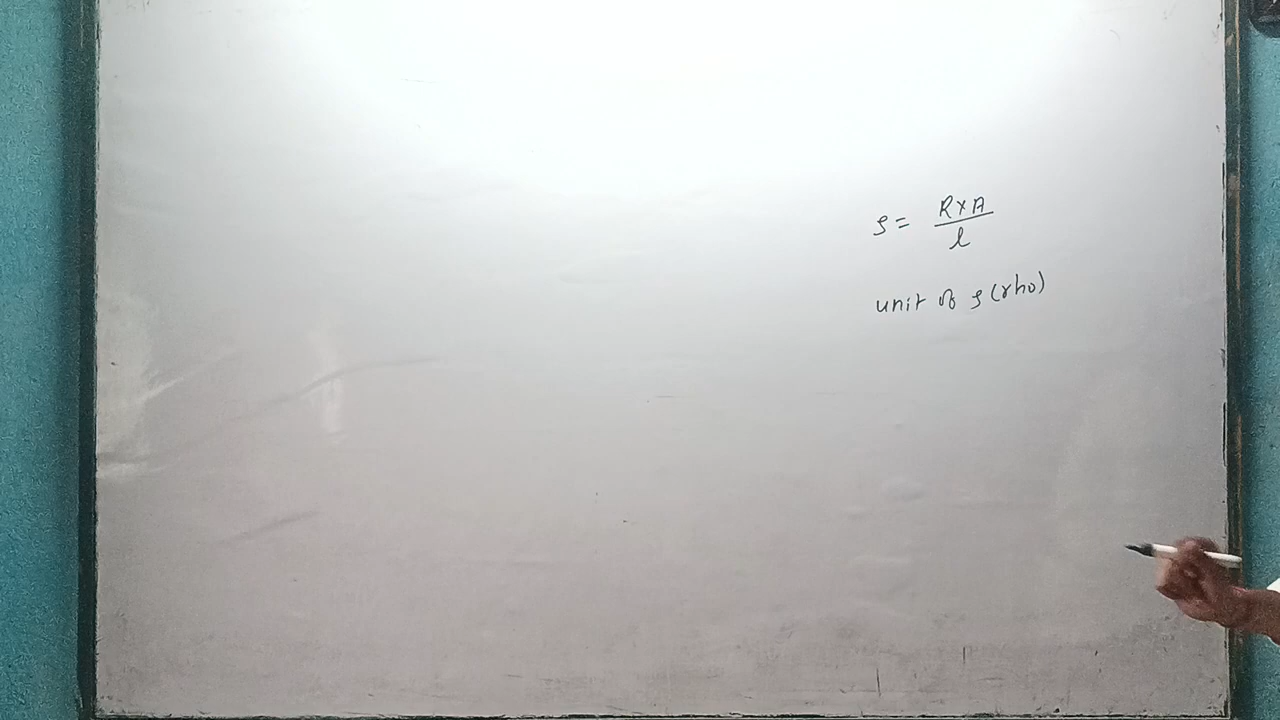 ρ = R×A / l
unit of ρ (rho)